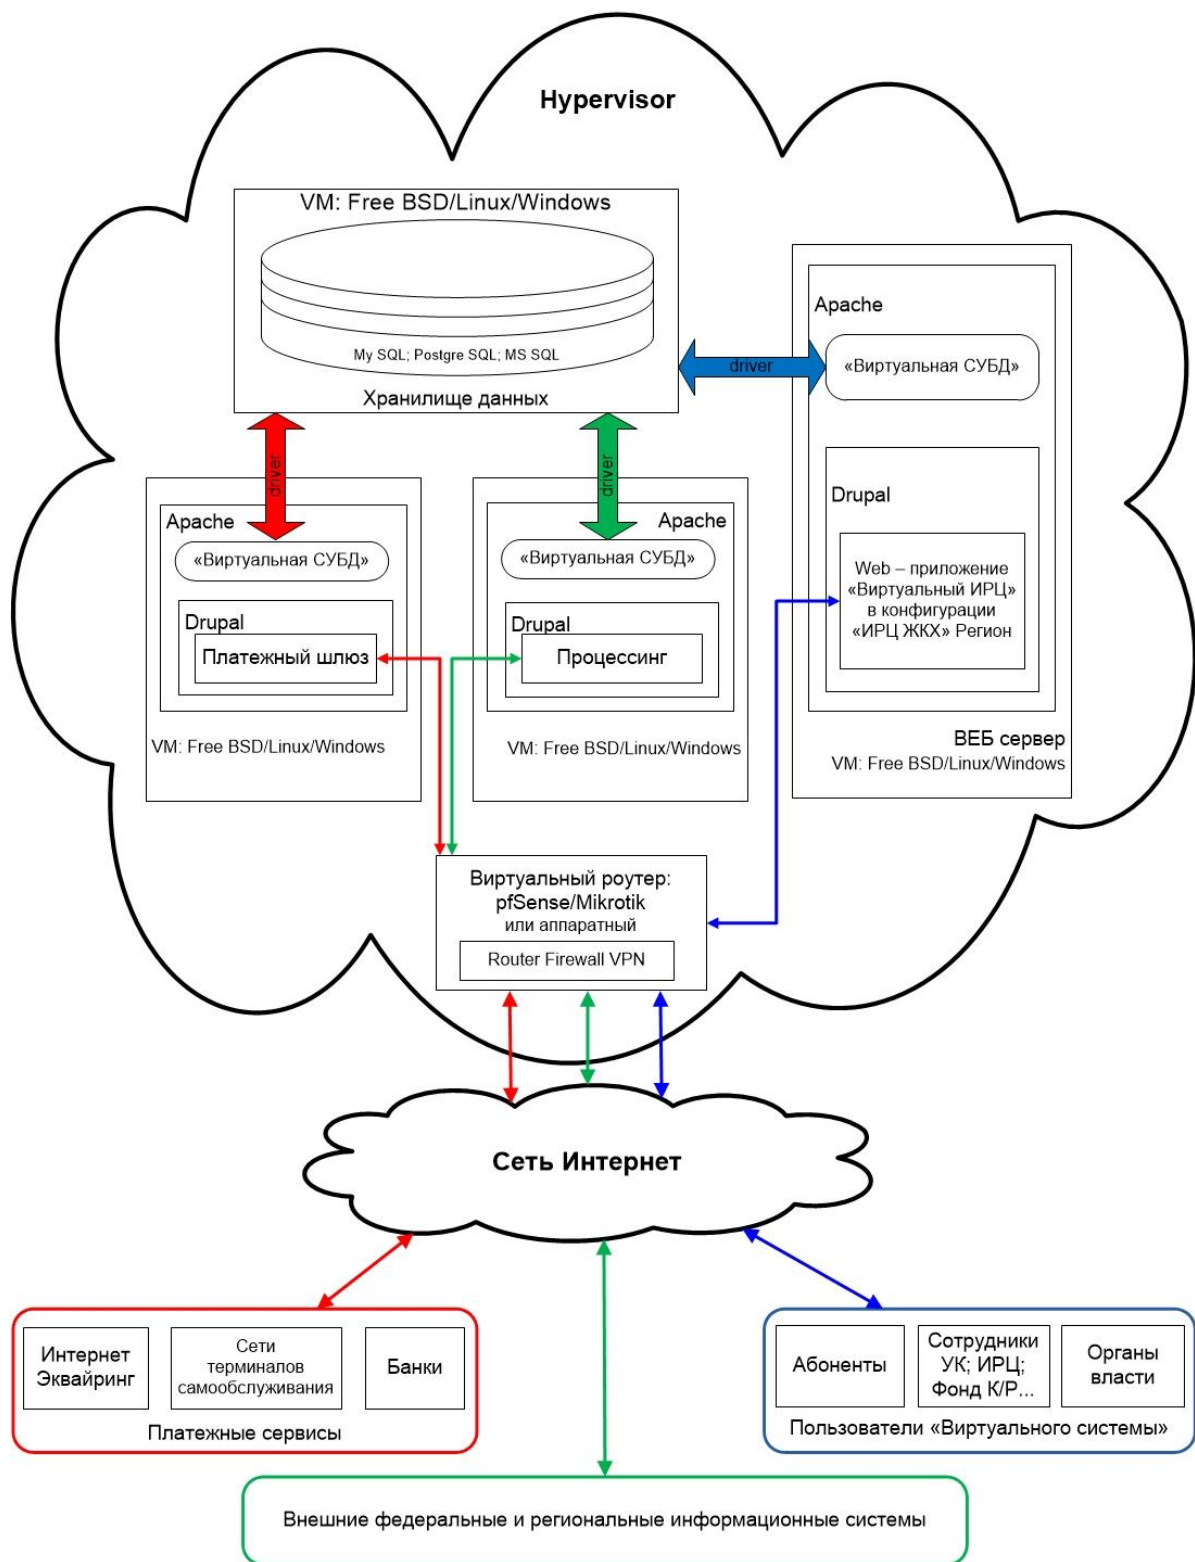 Hypervisor
VM: Free BSD/Linux/Windows
My SQL; Postgre SQL; MS SQL
Хранилище данных
driver
driver
driver
Apache
«Виртуальная СУБД»
Drupal
Web – приложение
«Виртуальный ИРЦ»
в конфигурации
«ИРЦ ЖКХ» Регион
ВЕБ сервер
VM: Free BSD/Linux/Windows
Apache
«Виртуальная СУБД»
Drupal
Платежный шлюз
VM: Free BSD/Linux/Windows
Apache
«Виртуальная СУБД»
Drupal
Процессинг
VM: Free BSD/Linux/Windows
Виртуальный роутер:
pfSense/Mikrotik
или аппаратный
Router Firewall VPN
Сеть Интернет
Интернет
Эквайринг
Сети
терминалов
самообслуживания
Банки
Платежные сервисы
Абоненты
Сотрудники
УК; ИРЦ;
Фонд К/Р...
Органы
власти
Пользователи «Виртуального системы»
Внешние федеральные и региональные информационные системы